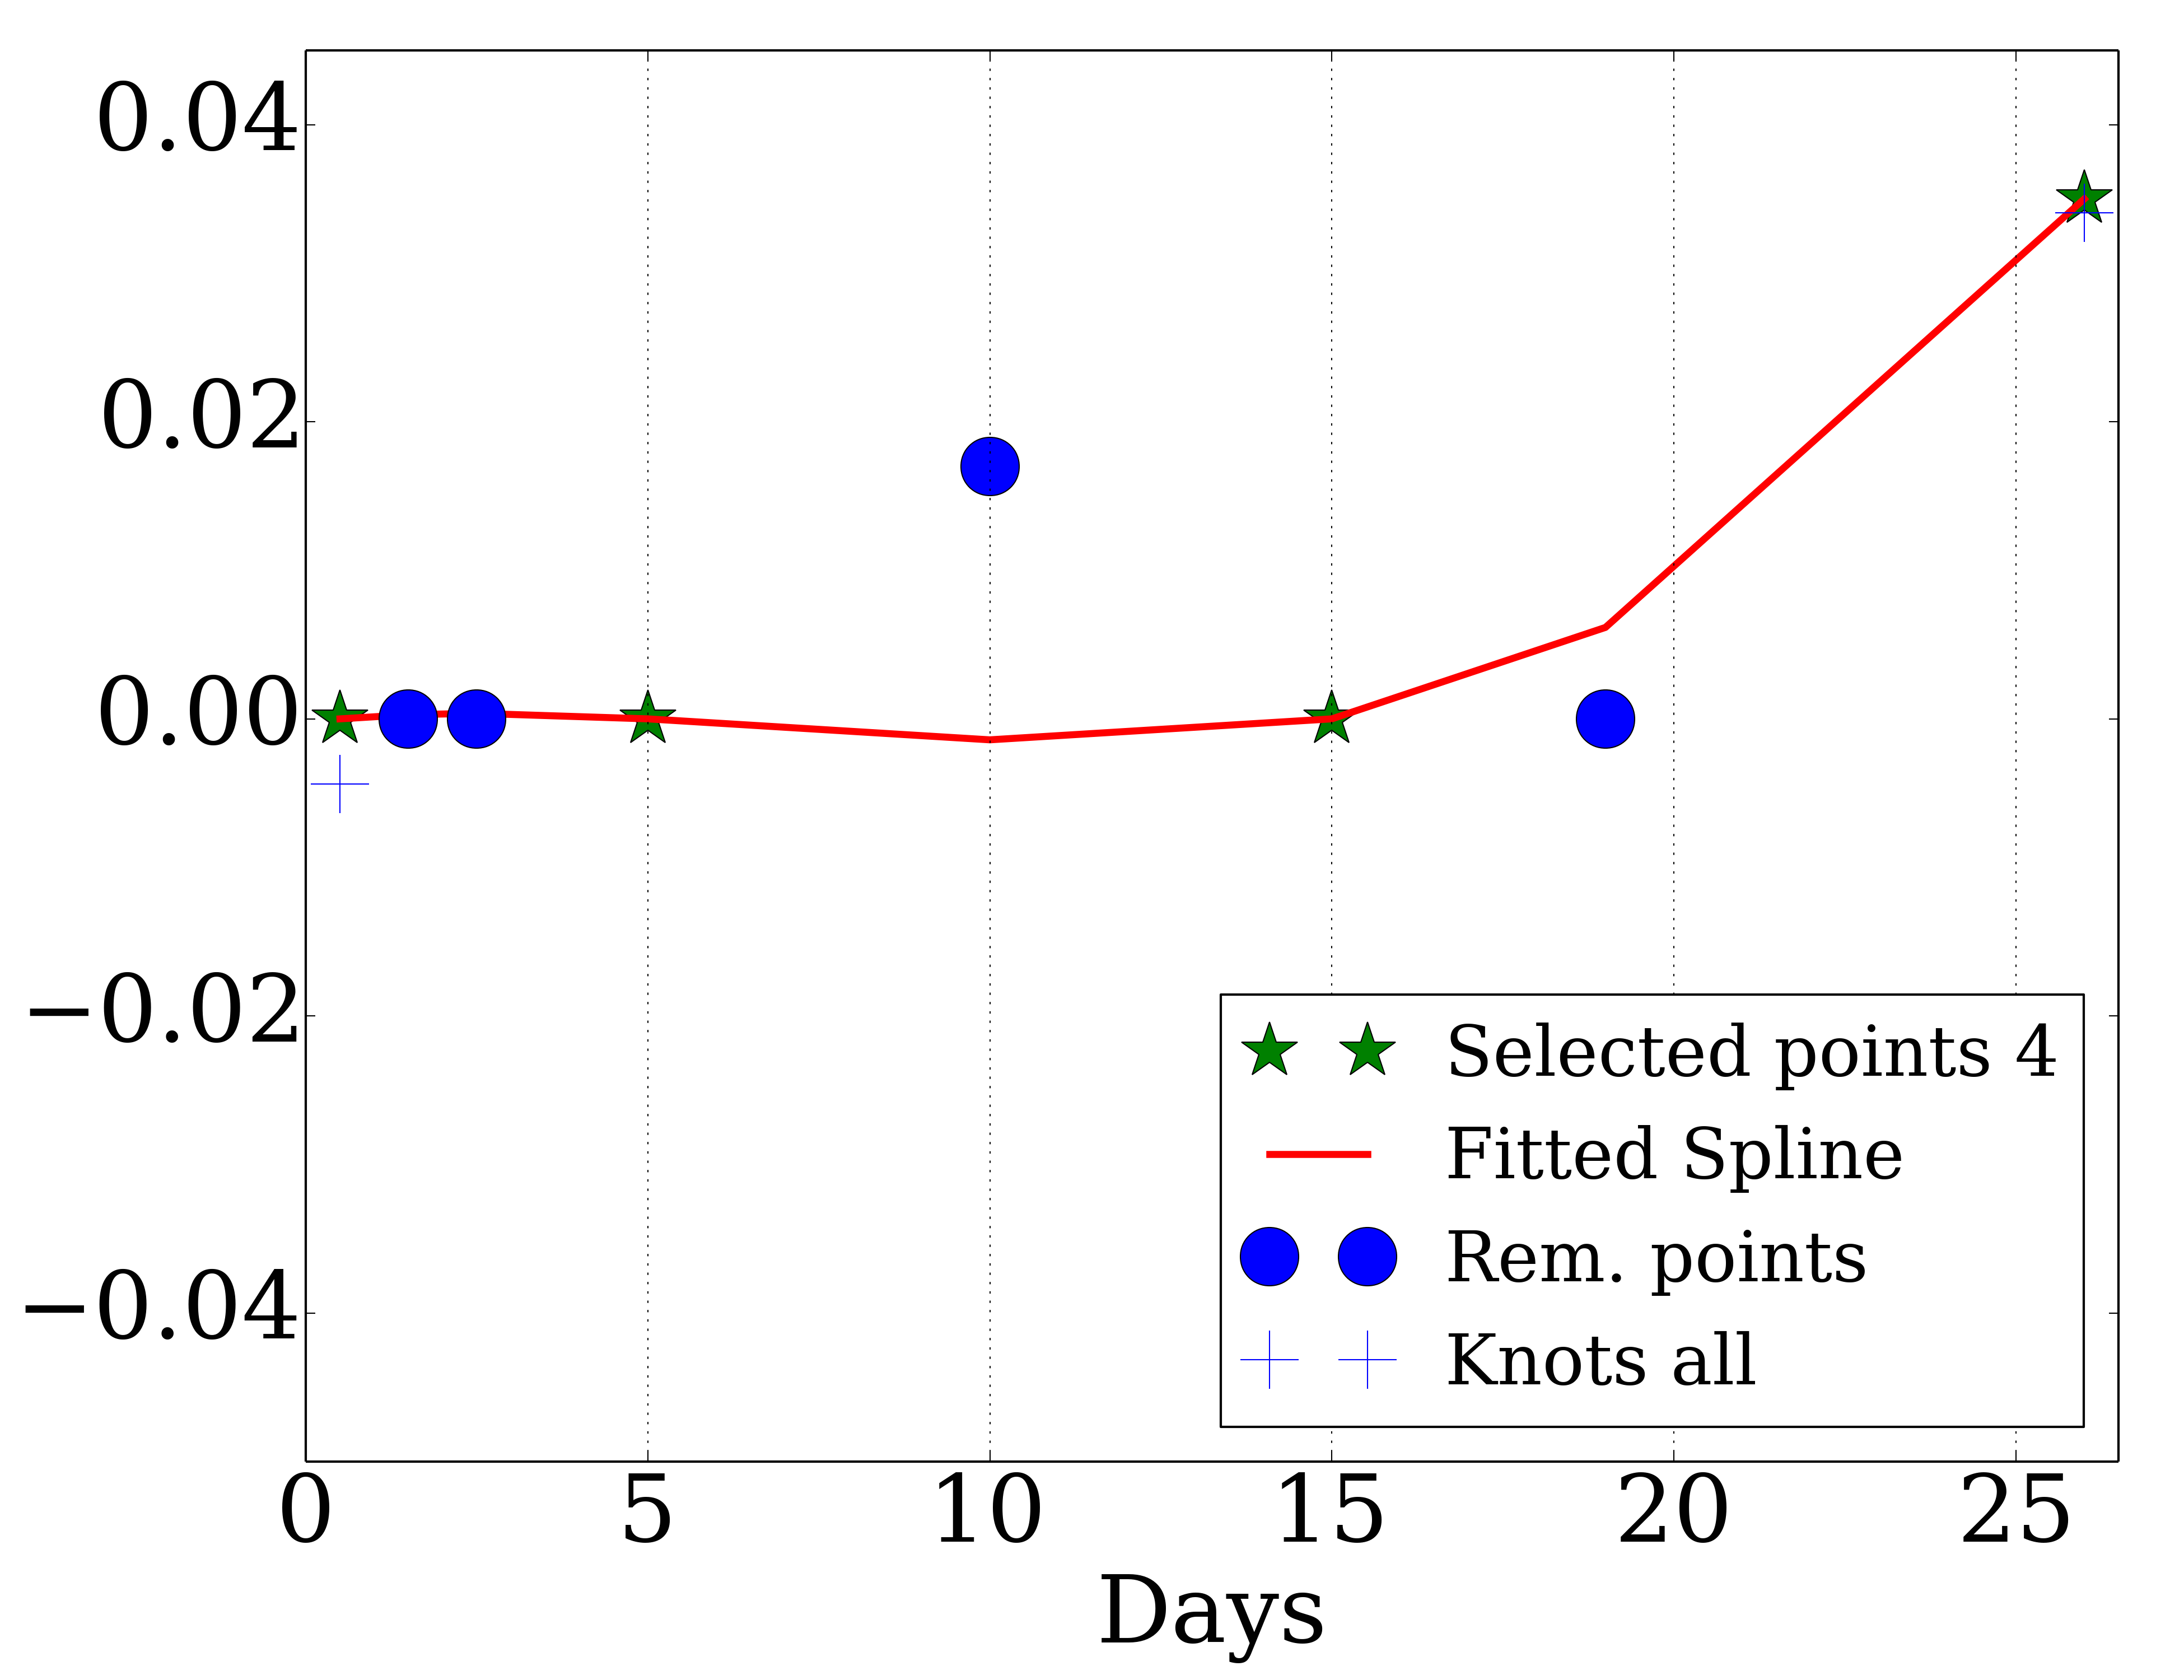 0.04
0.02
0.00
−0.02
−0.04
Selected points 4
Fitted Spline
Rem. points
Knots all
0 5 10 15 20 25
Days